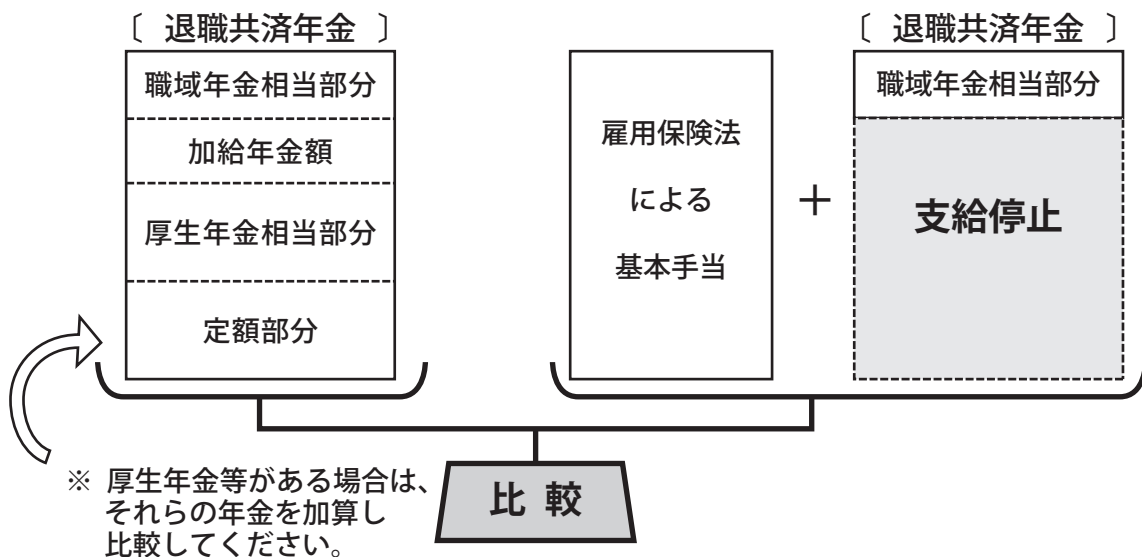 〔 退職共済年金 〕
職域年金相当部分
加給年金額
厚生年金相当部分
定額部分
雇用保険法
による
基本手当
＋
〔 退職共済年金 〕
職域年金相当部分
支給停止
※ 厚生年金等がある場合は、
それらの年金を加算し
比較してください。
比 較